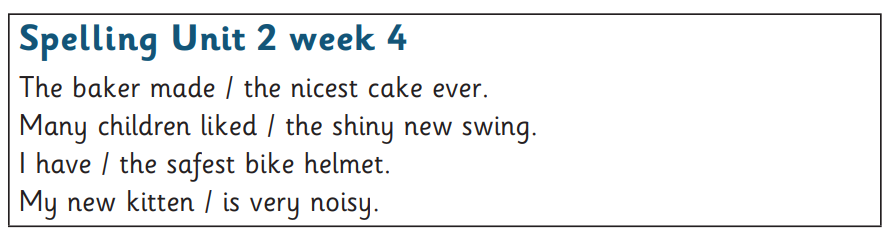 Spelling Unit 2 week 4
The baker made / the nicest cake ever.
Many children liked / the shiny new swing.
I have / the safest bike helmet.
My new kitten / is very noisy.